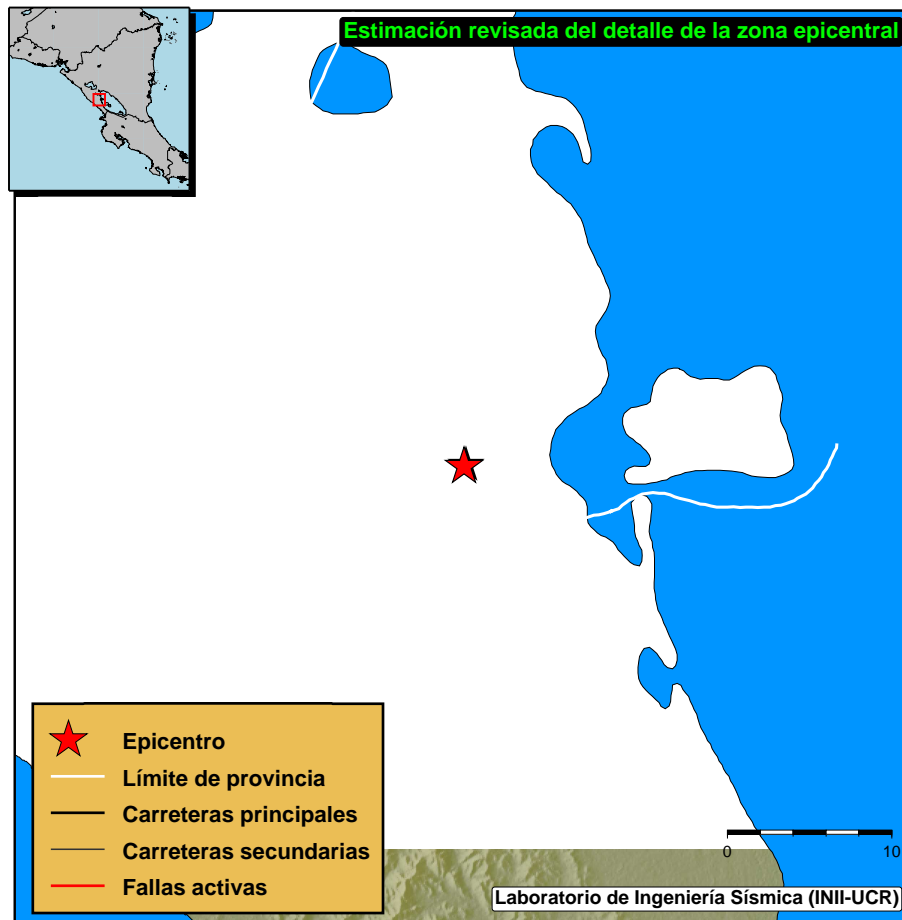 Estimación revisada del detalle de la zona epicentral
Epicentro
Límite de provincia
Carreteras principales
Carreteras secundarias
Fallas activas
0 10
Laboratorio de Ingeniería Sísmica (INII-UCR)